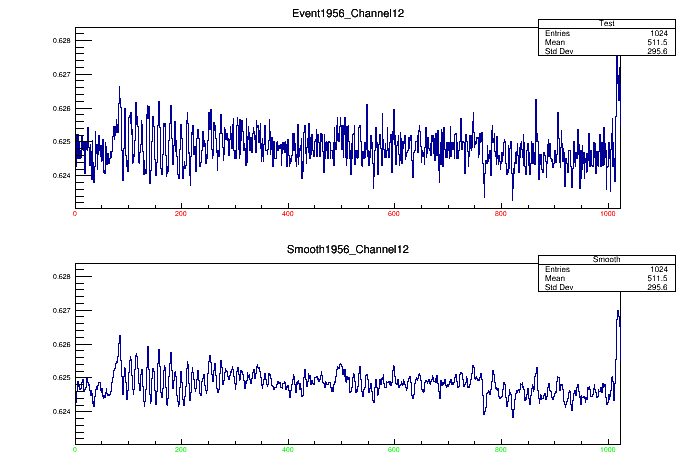 Event1956_Channel12
Test
Entries 1024
Mean 511.5
Std Dev 295.6
0.628
0.627
0.626
0.625
0.624
0 200 400 600 800 1000
Smooth1956_Channel12
Smooth
Entries 1024
Mean 511.5
Std Dev 295.6
0.628
0.627
0.626
0.625
0.624
0 200 400 600 800 1000